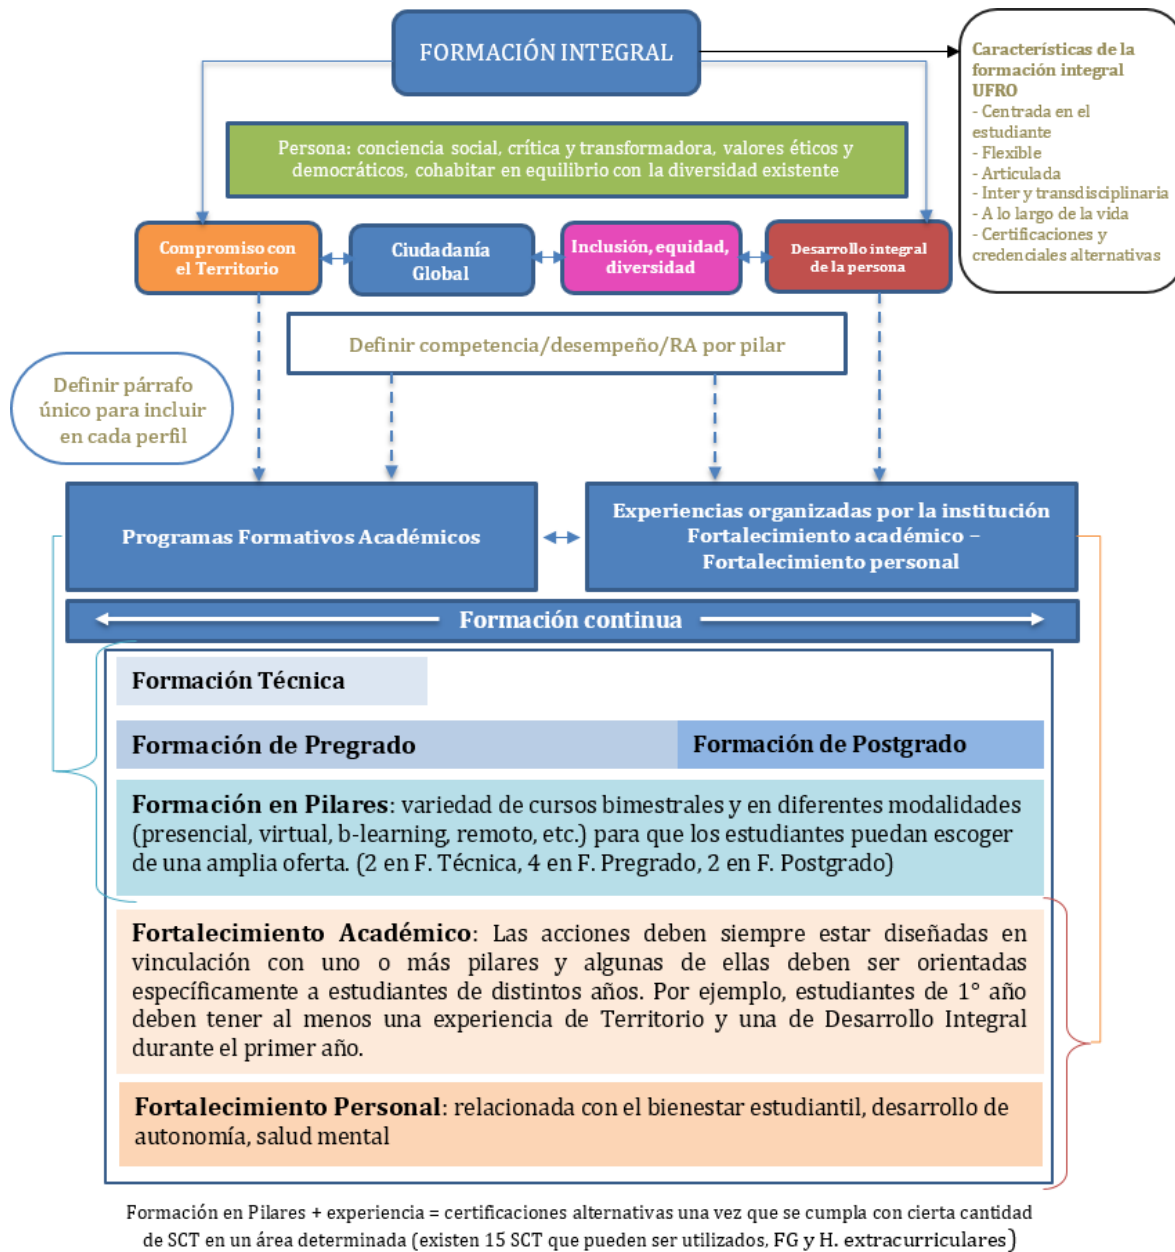 FORMACIÓN INTEGRAL
Características de la
formación integral
UFRO
- Centrada en el
estudiante
- Flexible
- Articulada
- Inter y transdisciplinaria
- A lo largo de la vida
- Certificaciones y
credenciales alternativas
Persona: conciencia social, crítica y transformadora, valores éticos y
democráticos, cohabitar en equilibrio con la diversidad existente
Compromiso con
el Territorio
Ciudadanía
Global
Inclusión, equidad,
diversidad
Desarrollo integral
de la persona
Definir competencia/desempeño/RA por pilar
Definir párrafo
único para incluir
en cada perfil
Programas Formativos Académicos
Experiencias organizadas por la institución
Fortalecimiento académico –
Fortalecimiento personal
Formación continua
Formación Técnica
Formación de Pregrado
Formación de Postgrado
Formación en Pilares: variedad de cursos bimestrales y en diferentes modalidades
(presencial, virtual, b-learning, remoto, etc.) para que los estudiantes puedan escoger
de una amplia oferta. (2 en F. Técnica, 4 en F. Pregrado, 2 en F. Postgrado)
Fortalecimiento Académico: Las acciones deben siempre estar diseñadas en
vinculación con uno o más pilares y algunas de ellas deben ser orientadas
específicamente a estudiantes de distintos años. Por ejemplo, estudiantes de 1° año
deben tener al menos una experiencia de Territorio y una de Desarrollo Integral
durante el primer año.
Fortalecimiento Personal: relacionada con el bienestar estudiantil, desarrollo de
autonomía, salud mental
Formación en Pilares + experiencia = certificaciones alternativas una vez que se cumpla con cierta cantidad
de SCT en un área determinada (existen 15 SCT que pueden ser utilizados, FG y H. extracurriculares)